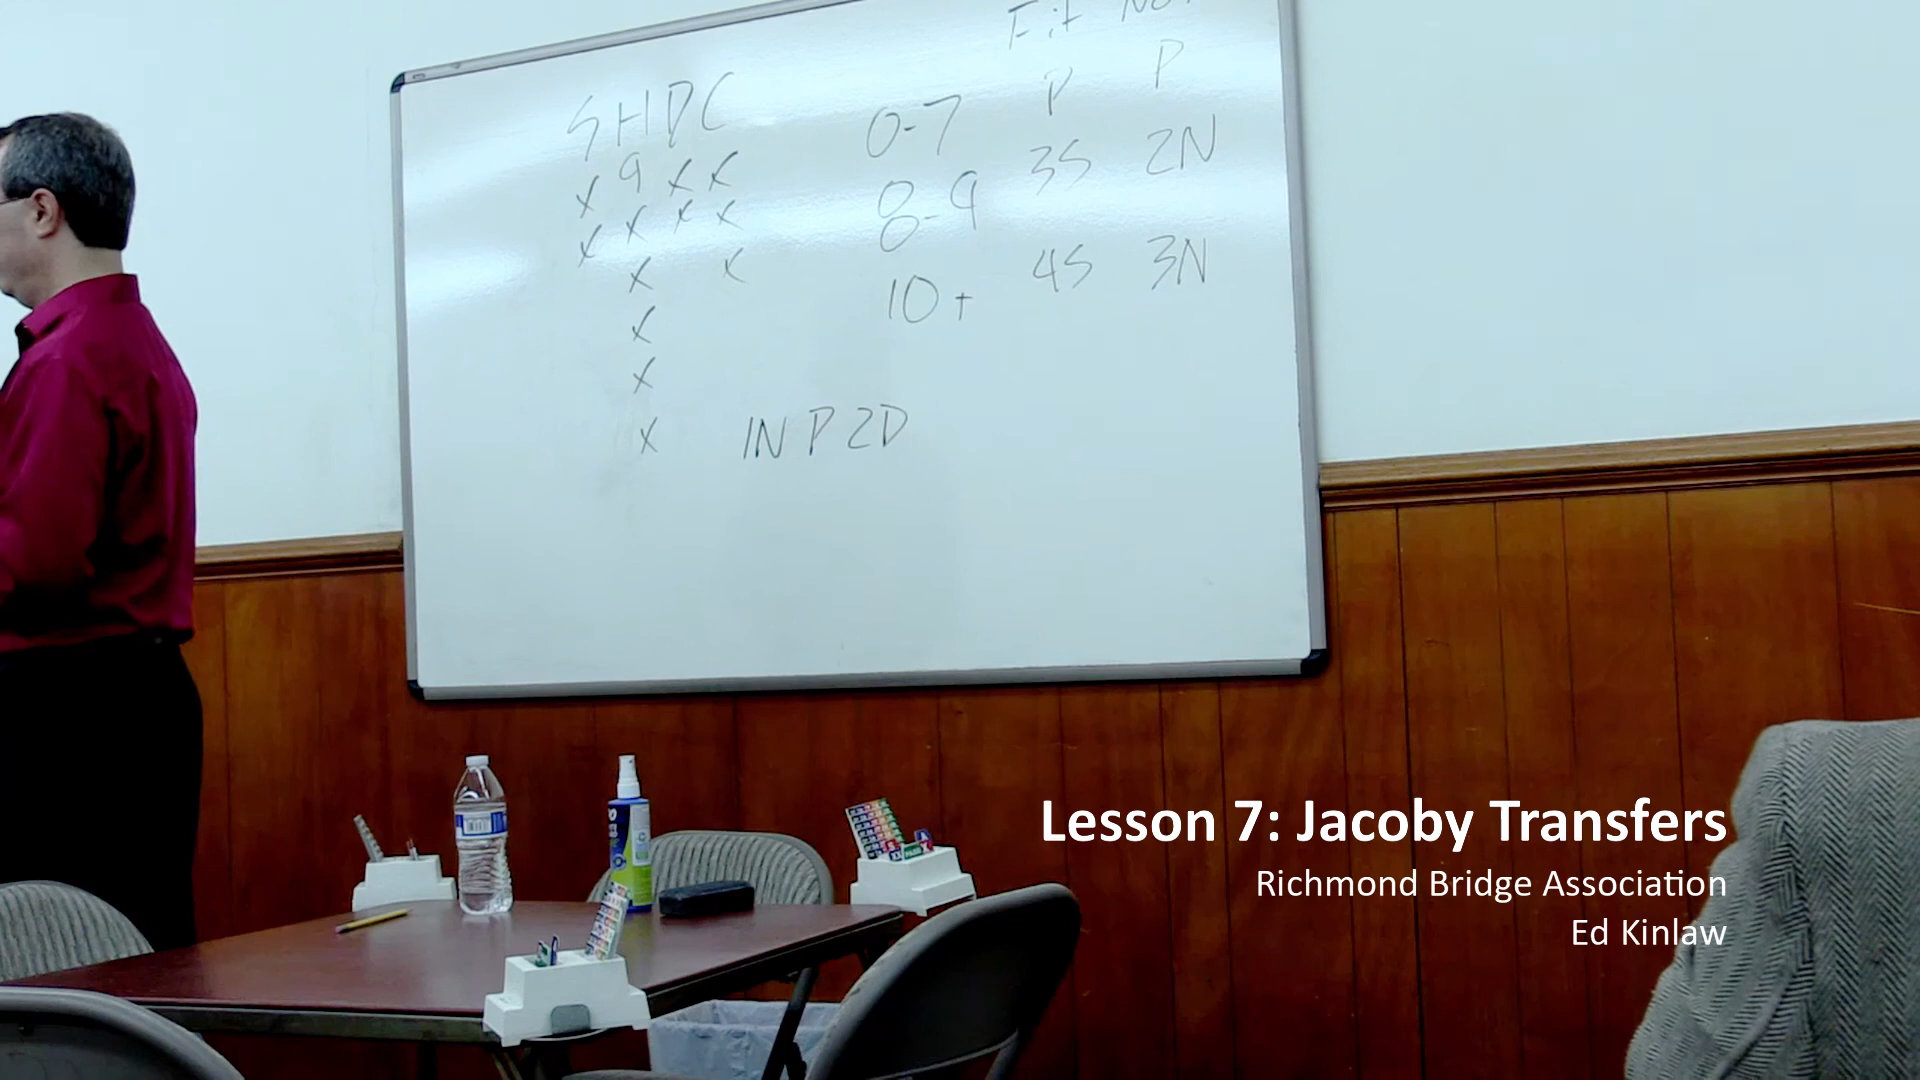 Fit No
P P
S H D C 0-7
x 9 x x 3S 2N
x x x x 8-9
x x 4S 3N
10+
x
x
x 1N P 2D
Lesson 7: Jacoby Transfers
Richmond Bridge Association
Ed Kinlaw